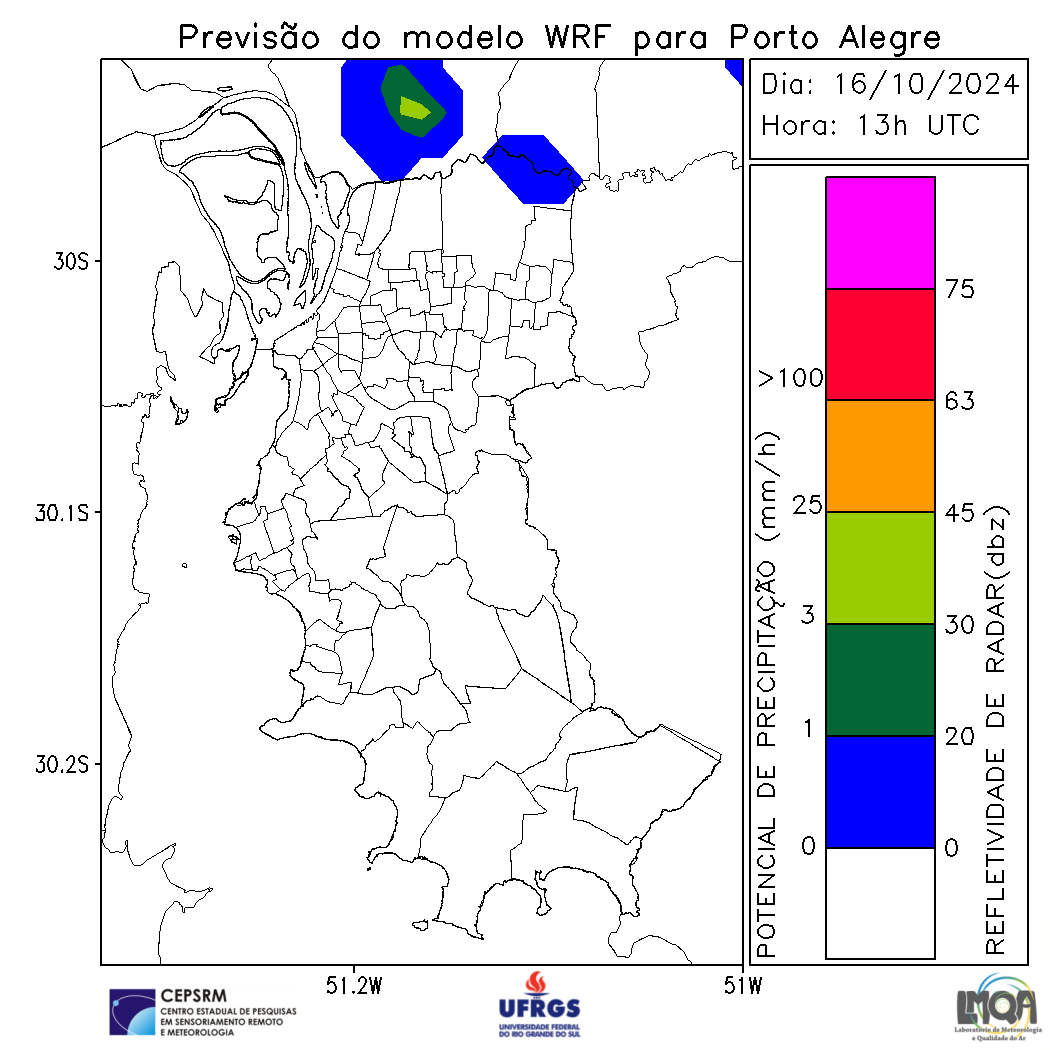 Previsão do modelo WRF para Porto Alegre
Dia: 16/10/2024
Hora: 13h UTC
30S
30.1S
30.2S
51.2W
51W
POTENCIAL DE PRECIPITAÇÃO (mm/h)
>100
25
3
1
0
75
63
45
30
20
0
REFLETIVIDADE DE RADAR(dbz)
CEPSRM
CENTRO ESTADUAL DE PESQUISAS
EM SENSORIAMENTO REMOTO
E METEOROLOGIA
UFRGS
UNIVERSIDADE FEDERAL
DO RIO GRANDE DO SUL
LMQA
Laboratório de Meteorologia
e Qualidade do Ar